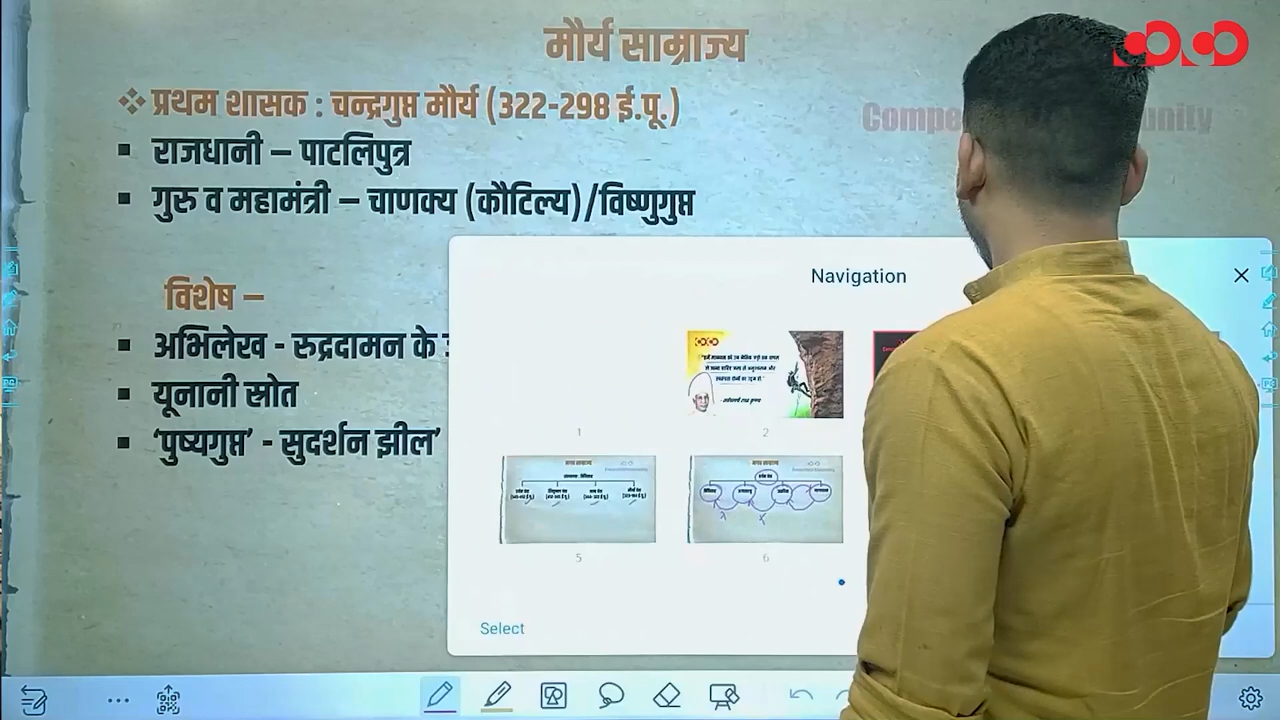 मौर्य साम्राज्य
प्रथम शासक : चन्द्रगुप्त मौर्य (322-298 ई.पू.)
राजधानी – पाटलिपुत्र
गुरु व महामंत्री – चाणक्य (कौटिल्य)/विष्णुगुप्त
विशेष –
अभिलेख - रुद्रदामन के
यूनानी स्रोत
‘पुष्यगुप्त’ - सुदर्शन झील’
Navigation
1
2
मगध साम्राज्य
5
6
Select